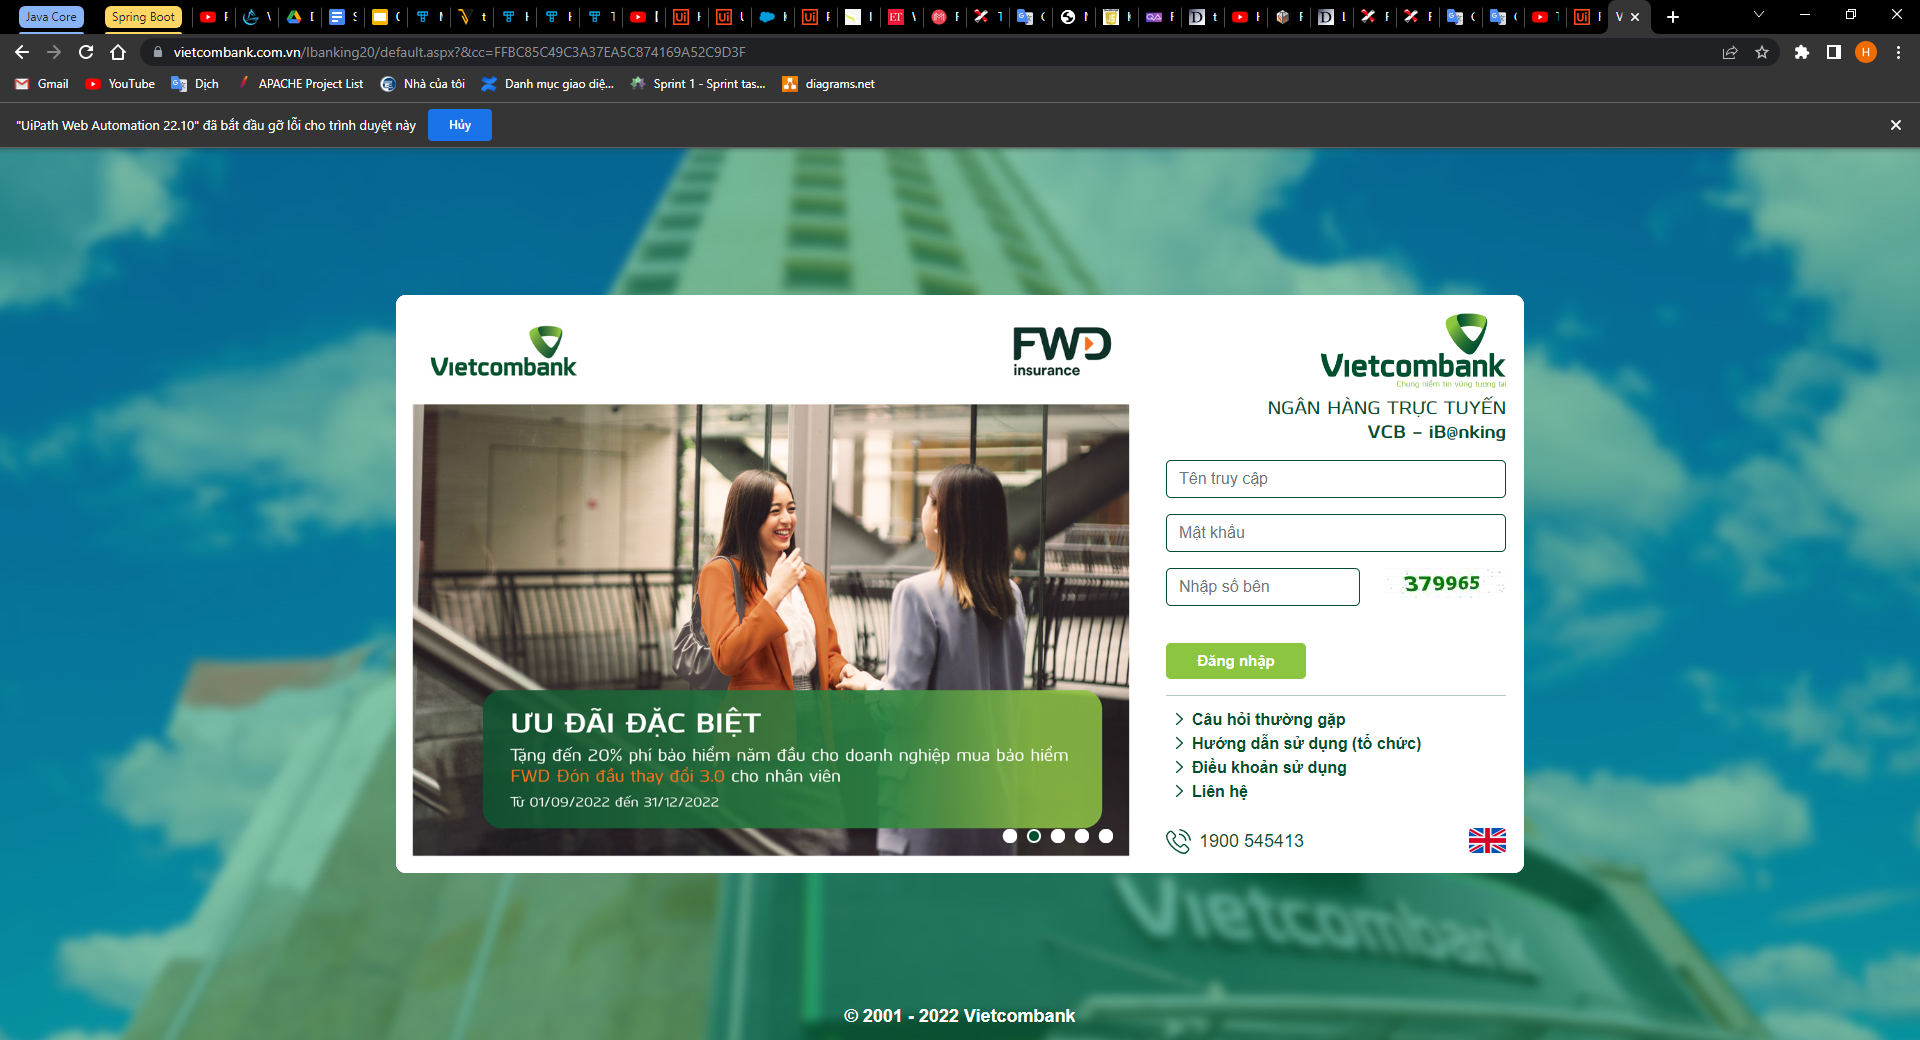 Java Core
Spring Boot
vietcombank.com.vn/Ibanking20/default.aspx?&cc=FFBC85C49C3A37EA5C874169A52C9D3F
H
Gmail
YouTube
Dịch
APACHE Project List
Nhà của tôi
Danh mục giao diệ...
Sprint 1 - Sprint tas...
diagrams.net
"UiPath Web Automation 22.10" đã bắt đầu gỡ lỗi cho trình duyệt này
Hủy
Vietcombank
FWD
insurance
ƯU ĐÃI ĐẶC BIỆT
Tặng đến 20% phí bảo hiểm năm đầu cho doanh nghiệp mua bảo hiểm
FWD Đón đầu thay đổi 3.0 cho nhân viên
Từ 01/09/2022 đến 31/12/2022
Vietcombank
Chung niềm tin vững tương lai
NGÂN HÀNG TRỰC TUYẾN
VCB – iB@nking
Tên truy cập
Mật khẩu
Nhập số bên
379965
Đăng nhập
Câu hỏi thường gặp
Hướng dẫn sử dụng (tổ chức)
Điều khoản sử dụng
Liên hệ
1900 545413
Vietcombank
© 2001 - 2022 Vietcombank